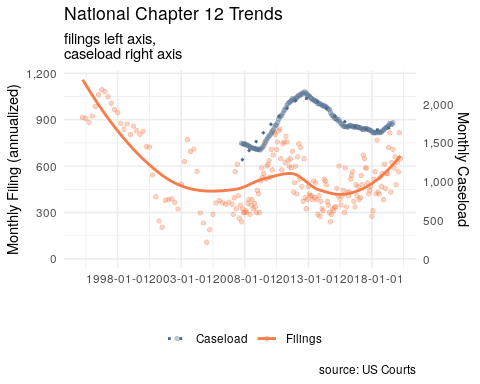 National Chapter 12 Trends
filings left axis,
caseload right axis
1,200
900
600
300
0
Monthly Filing (annualized)
2,000
1,500
1,000
500
0
Monthly Caseload
1998-01-01
2003-01-01
2008-01-01
2013-01-01
2018-01-01
Caseload
Filings
source: US Courts